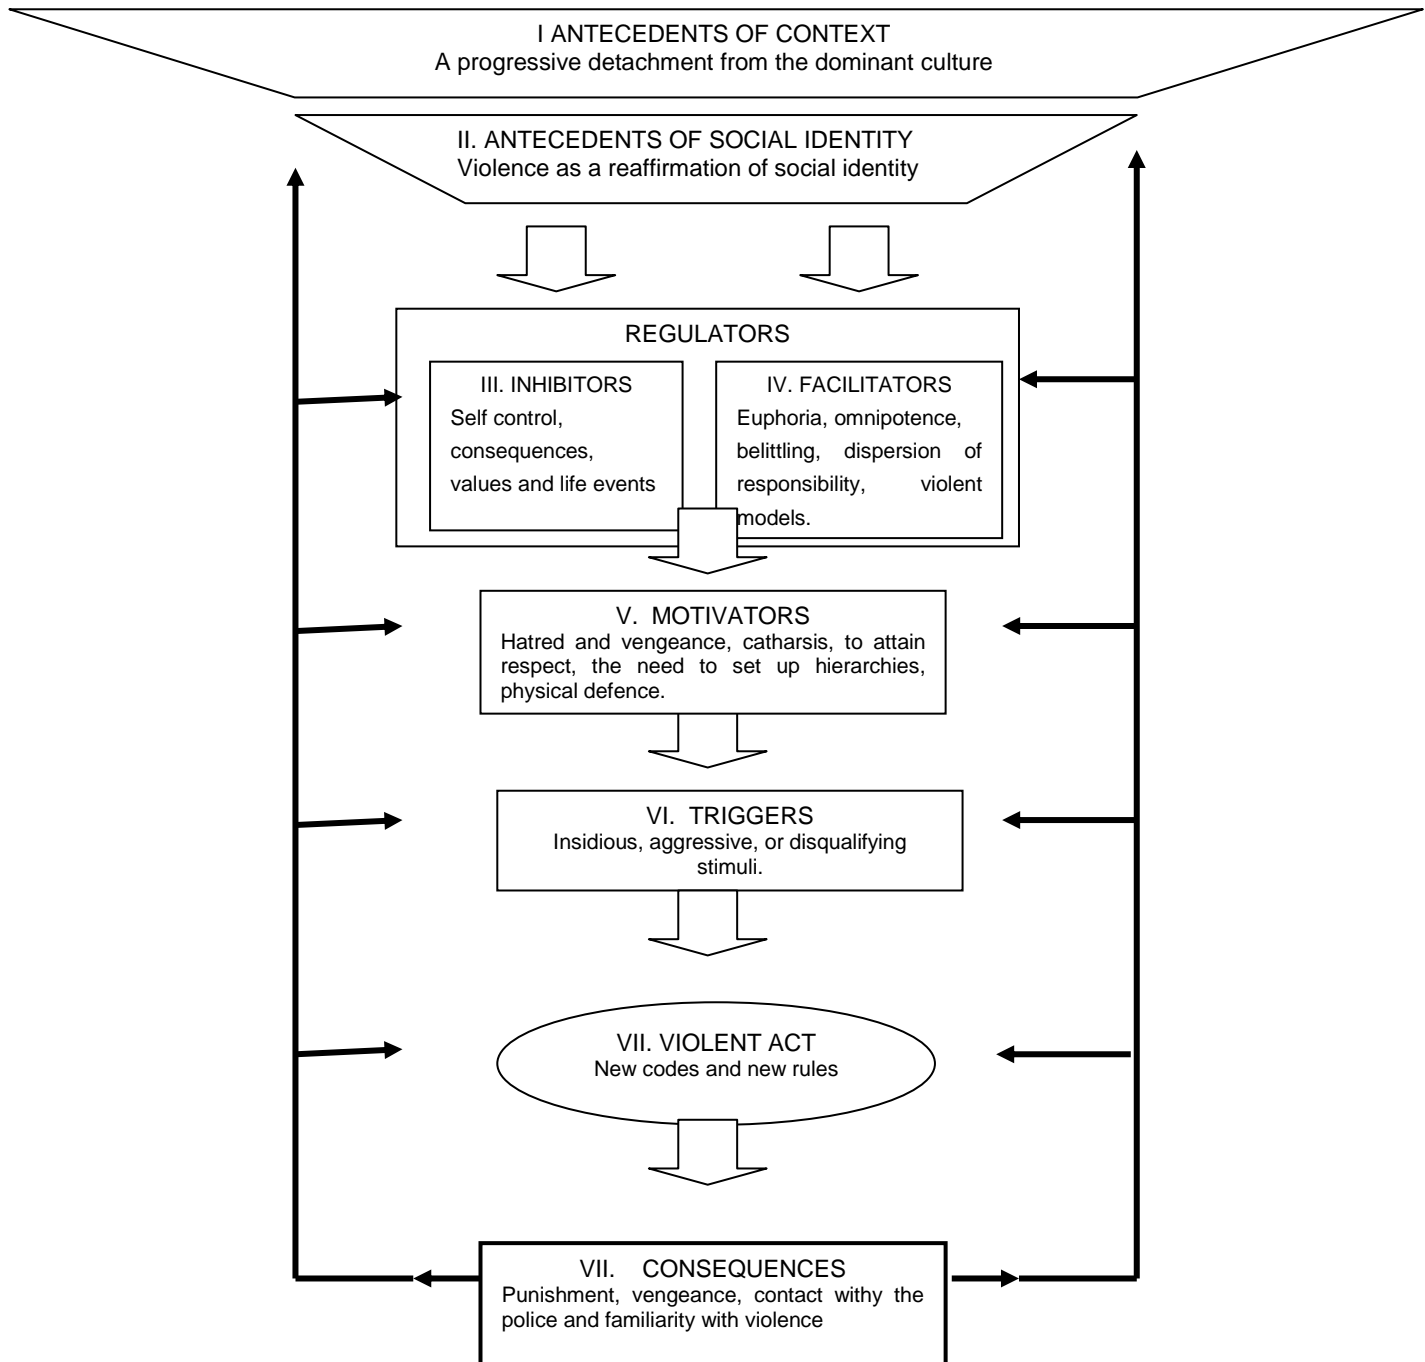 I ANTECEDENTS OF CONTEXT
A progressive detachment from the dominant culture
II. ANTECEDENTS OF SOCIAL IDENTITY
Violence as a reaffirmation of social identity
REGULATORS
III. INHIBITORS
Self control,
consequences,
values and life events
IV. FACILITATORS
Euphoria, omnipotence,
belittling, dispersion of
responsibility, violent
models.
V. MOTIVATORS
Hatred and vengeance, catharsis, to attain
respect, the need to set up hierarchies,
physical defence.
VI. TRIGGERS
Insidious, aggressive, or disqualifying
stimuli.
VII. VIOLENT ACT
New codes and new rules
VII. CONSEQUENCES
Punishment, vengeance, contact withy the
police and familiarity with violence